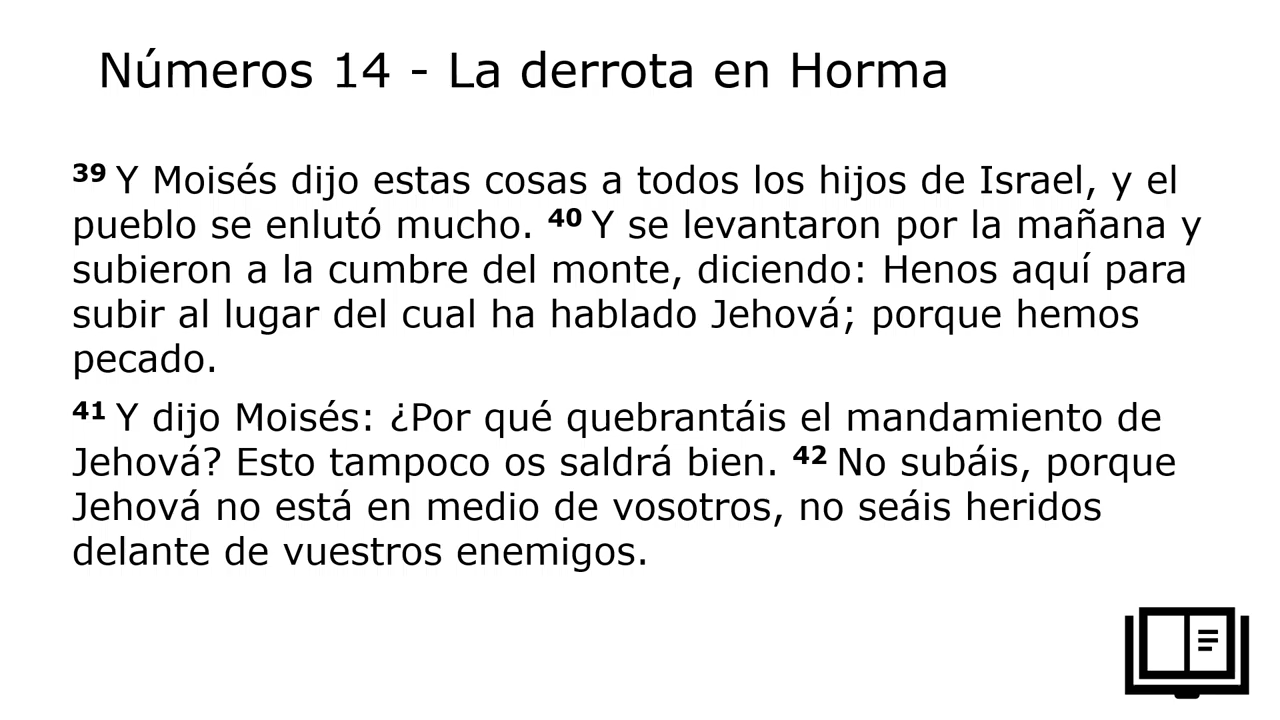 Números 14 - La derrota en Horma
39 Y Moisés dijo estas cosas a todos los hijos de Israel, y el
pueblo se enlutó mucho. 40 Y se levantaron por la mañana y
subieron a la cumbre del monte, diciendo: Henos aquí para
subir al lugar del cual ha hablado Jehová; porque hemos
pecado.
41 Y dijo Moisés: ¿Por qué quebrantáis el mandamiento de
Jehová? Esto tampoco os saldrá bien. 42 No subáis, porque
Jehová no está en medio de vosotros, no seáis heridos
delante de vuestros enemigos.